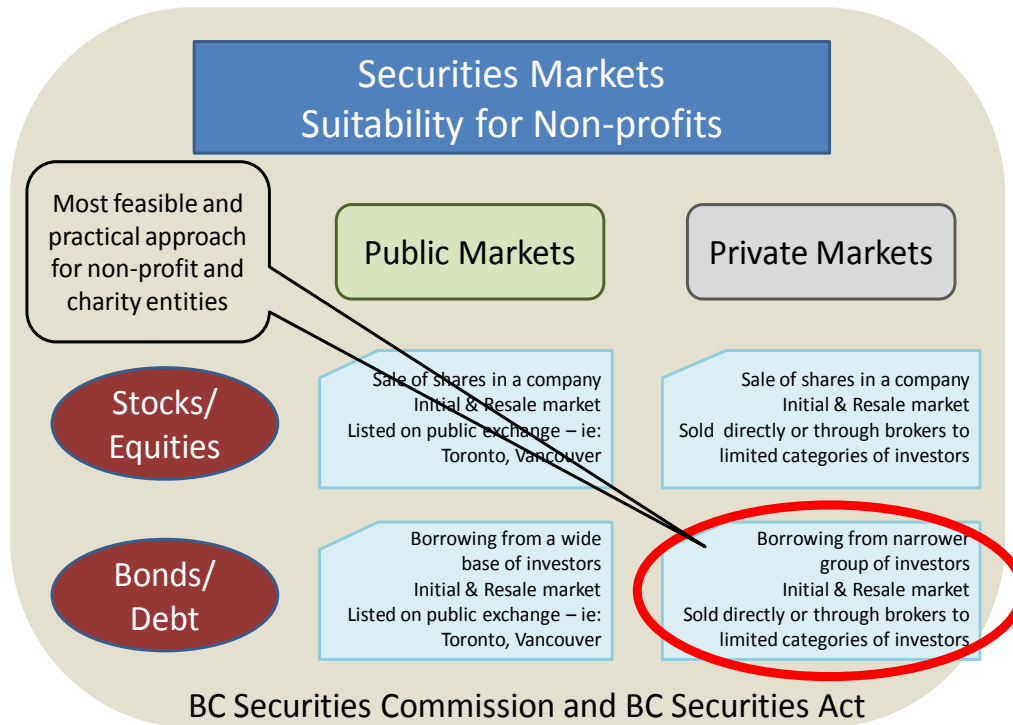 Securities Markets
Suitability for Non-profits
Most feasible and
practical approach
for non-profit and
charity entities
Public Markets
Private Markets
Stocks/
Equities
Sale of shares in a company
Initial & Resale market
Listed on public exchange – ie:
Toronto, Vancouver
Sale of shares in a company
Initial & Resale market
Sold directly or through brokers to
limited categories of investors
Bonds/
Debt
Borrowing from a wide
base of investors
Initial & Resale market
Listed on public exchange – ie:
Toronto, Vancouver
Borrowing from narrower
group of investors
Initial & Resale market
Sold directly or through brokers to
limited categories of investors
BC Securities Commission and BC Securities Act